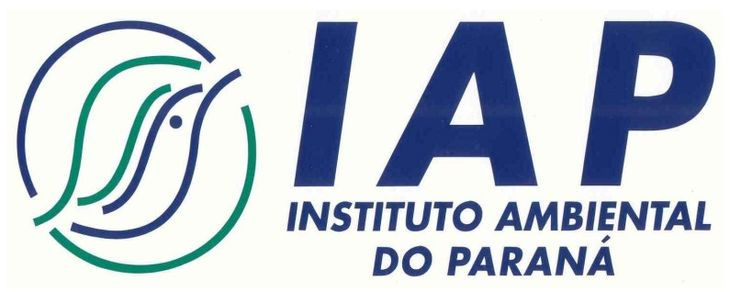 IAP
INSTITUTO AMBIENTAL
DO PARANÁ